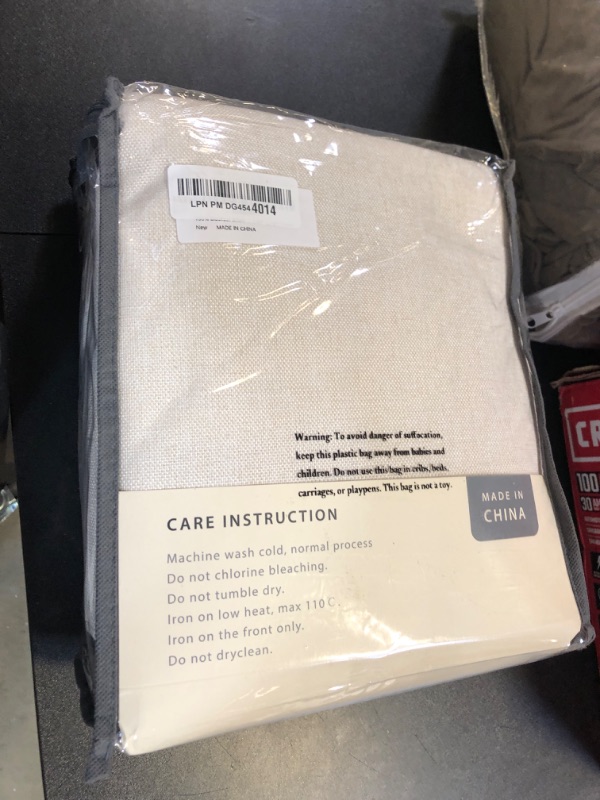 LPN PM DG4544014
New MADE IN CHINA
Warning: To avoid danger of suffocation,
keep this plastic bag away from babies and
children. Do not use this bag in cribs, beds,
carriages, or playpens. This bag is not a toy.
MADE IN
CHINA
CARE INSTRUCTION
Machine wash cold, normal process
Do not chlorine bleaching.
Do not tumble dry.
Iron on low heat, max 110℃.
Iron on the front only.
Do not dryclean.
CR
100
30